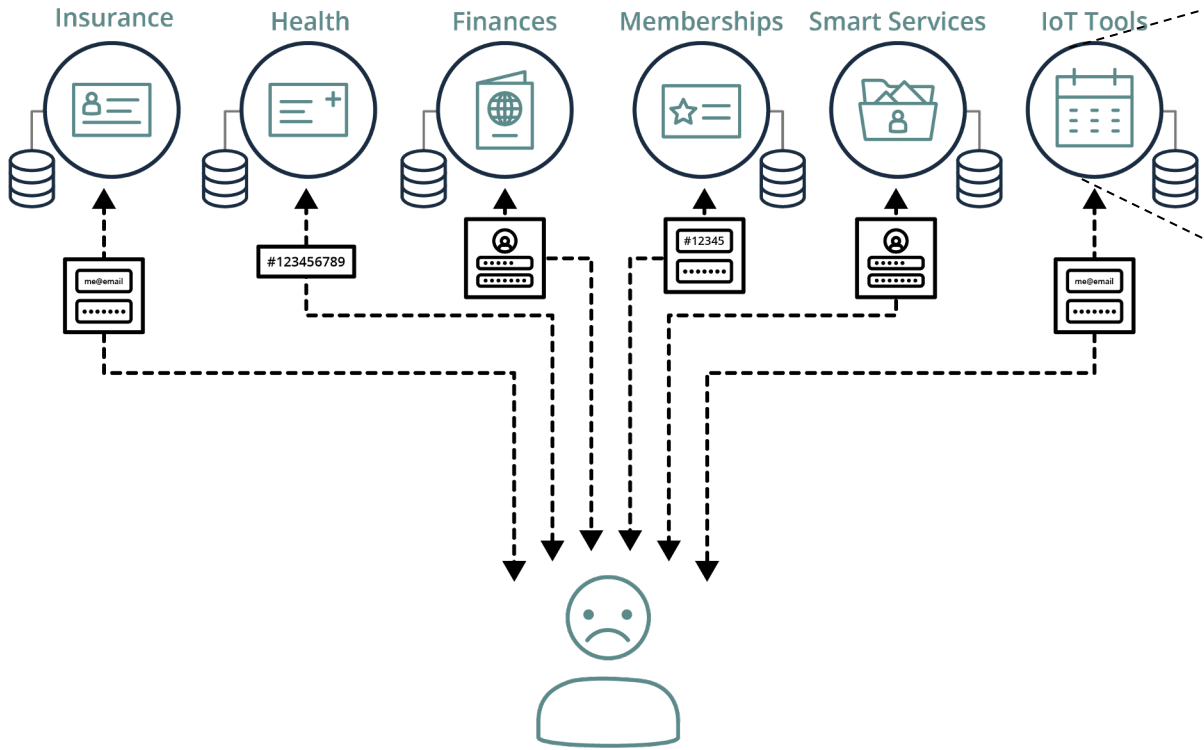 Insurance
Health
Finances
Memberships
Smart Services
IoT Tools
me@email
#123456789
#12345
me@email